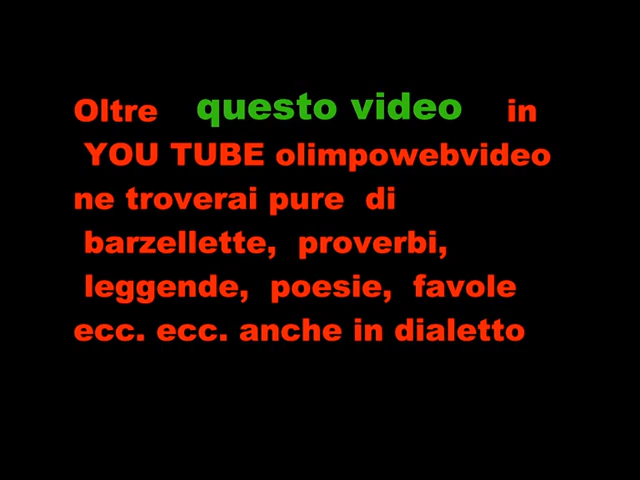 Oltre questo video in
YOU TUBE olimpowebvideo
ne troverai pure di
barzellette, proverbi,
leggende, poesie, favole
ecc. ecc. anche in dialetto